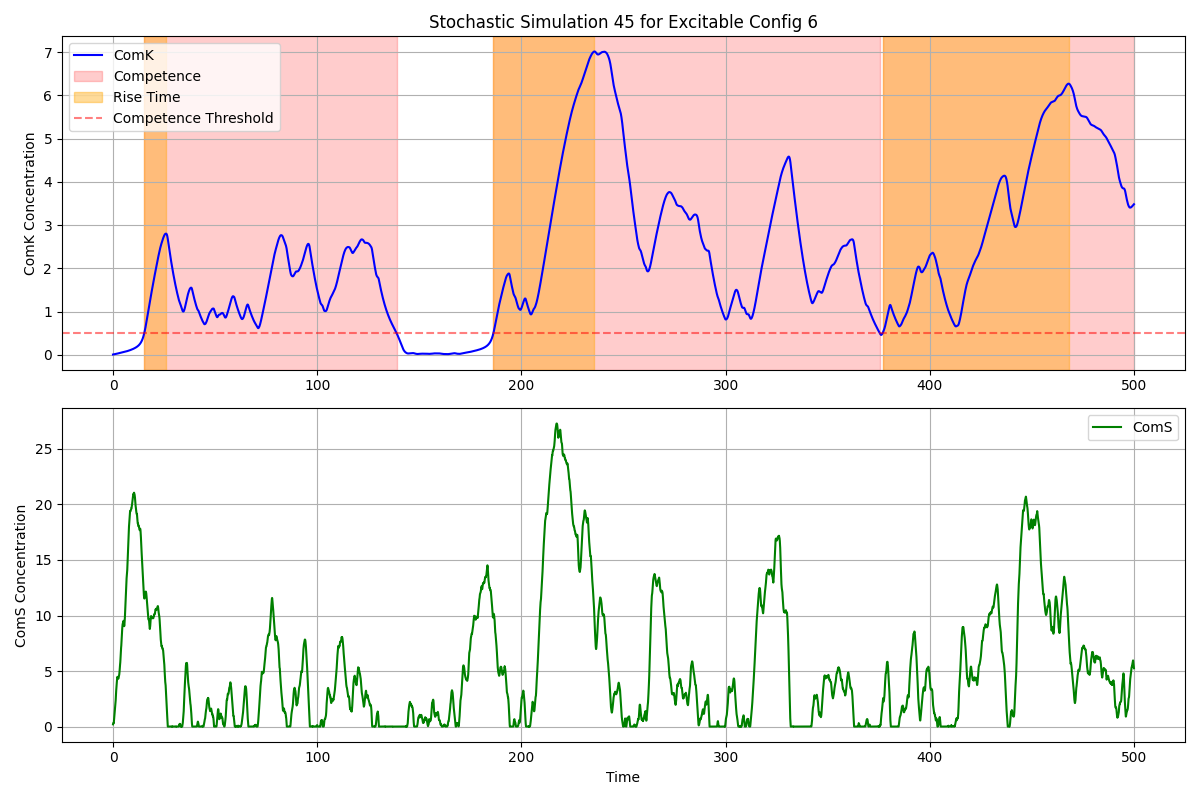 Stochastic Simulation 45 for Excitable Config 6
ComK Concentration
7
6
5
4
3
2
1
0
ComK
Competence
Rise Time
Competence Threshold
0
100
200
300
400
500
ComS Concentration
25
20
15
10
5
0
ComS
0
100
200
300
400
500
Time